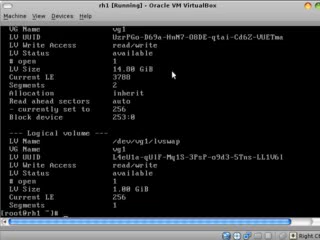 rh1 [Running] - Oracle VM VirtualBox
Machine View Devices Help
VG Name vg1
LV UUID
LV Write Access read/write
LV Status available
# open 1
LV Size 14.80 GiB
Current LE 3788
Segments 2
Allocation inherit
Read ahead sectors auto
- currently set to 256
Block device 253:0
--- Logical volume ---
LV Name /dev/vg1/lvswap
VG Name vg1
LV UUID
LV Write Access read/write
LV Status available
# open 1
LV Size 1.00 GiB
Current LE 256
Segments 1
[root@rh1 ~]# _
Right Ctrl